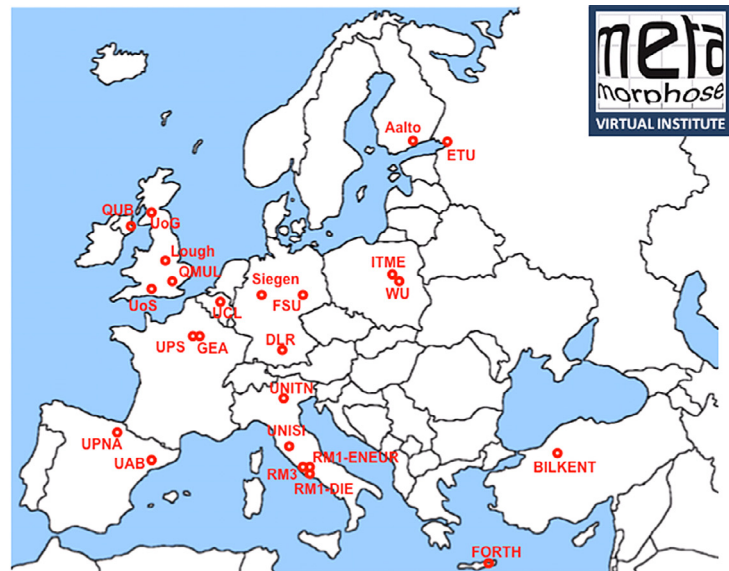 meta
morphose
VIRTUAL INSTITUTE
Aalto
ETU
QUB
UoG
Lough
QMUL
UoS
ITME
WU
Siegen
FSU
UCL
UPS
GEA
DLR
UNITN
UPNA
UNISI
UAB
RM1-ENEUR
RM3
RM1-DIE
BILKENT
FORTH